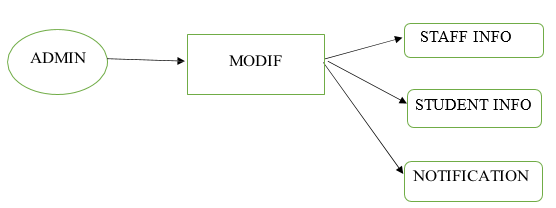 ADMIN
MODIF
STAFF INFO
STUDENT INFO
NOTIFICATION